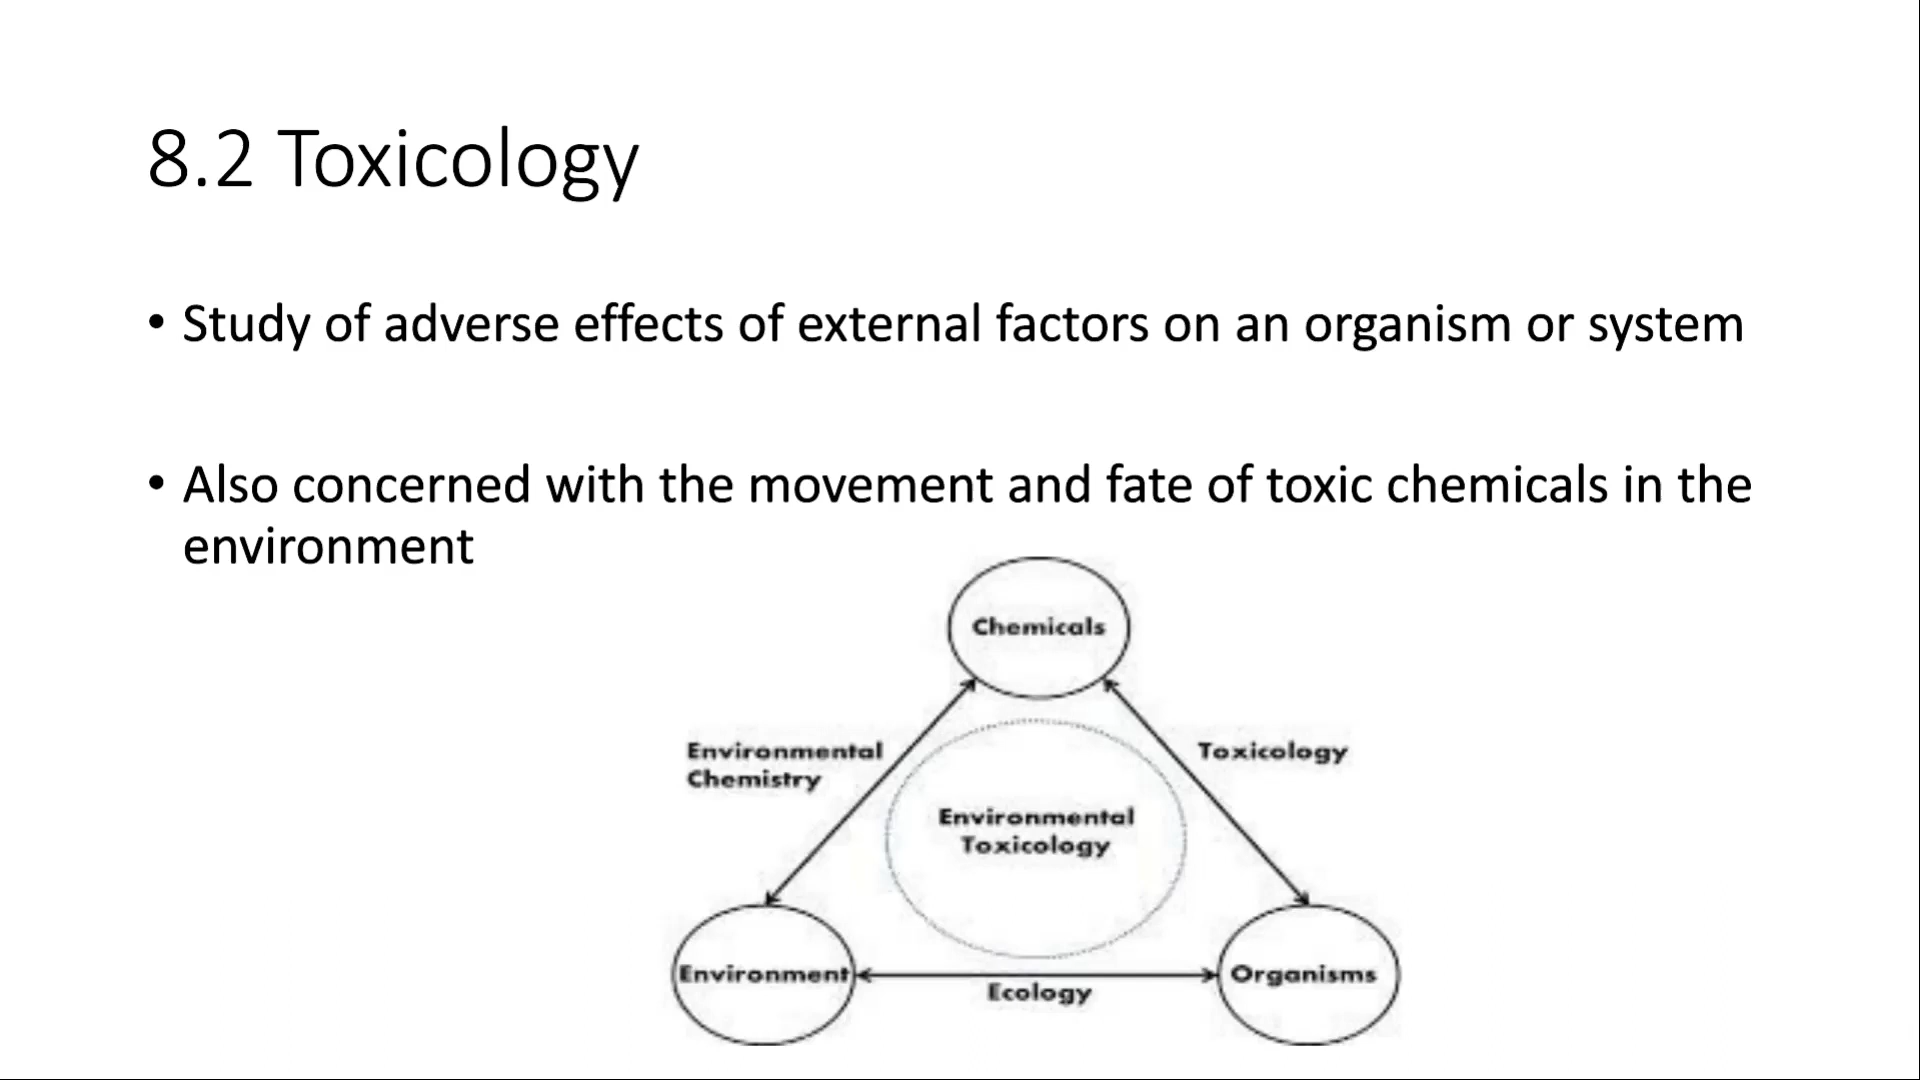 8.2 Toxicology
• Study of adverse effects of external factors on an organism or system
• Also concerned with the movement and fate of toxic chemicals in the
environment
Chemicals
Environmental
Chemistry
Toxicology
Environmental
Toxicology
Environment
Ecology
Organisms